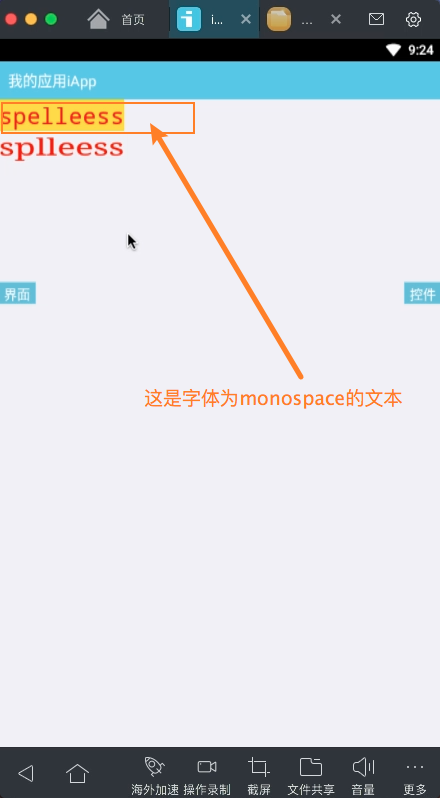 首页
i...
...
9:24
我的应用iApp
spelleess
splleess
界面
控件
这是字体为monospace的文本
海外加速 操作录制 截屏 文件共享 音量 更多